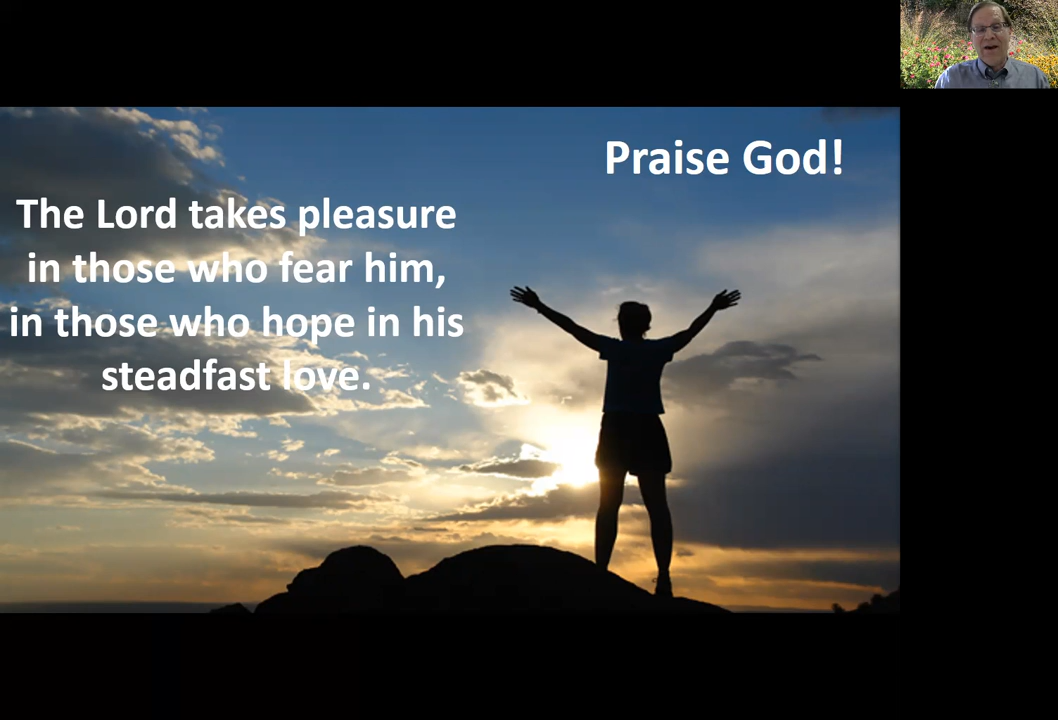 Praise God!
The Lord takes pleasure
in those who fear him,
in those who hope in his
steadfast love.